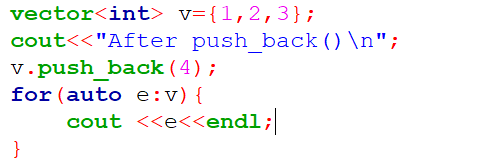 vector<int> v={1,2,3};
cout<<"After push_back()\n";
v.push_back(4);
for(auto e:v){
    cout <<e<<endl;
}